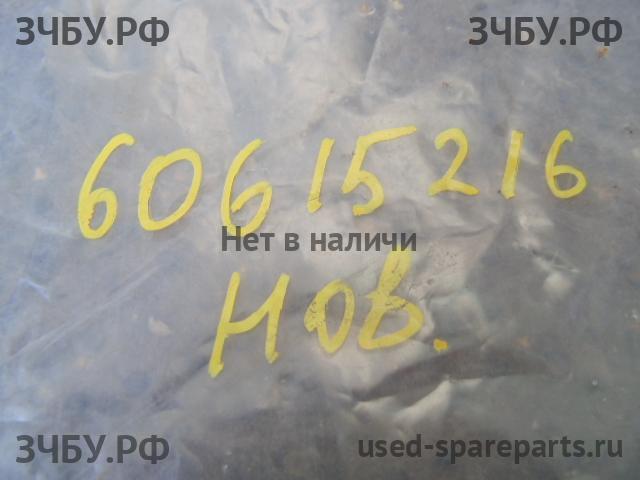 ЗЧБУ.РФ ЗЧБУ.РФ
60615216
Нет в наличи
Нов.
ЗЧБУ.РФ used-spareparts.ru